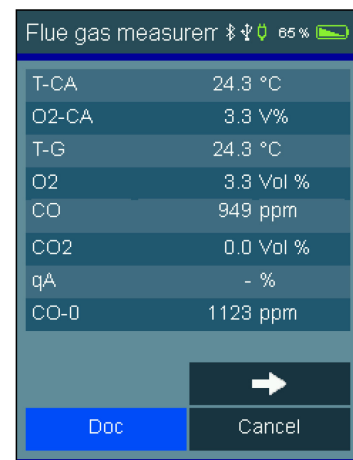 Flue gas measurem 65 %
T-CA 24.3 °C
O2-CA 3.3 V%
T-G 24.3 °C
O2 3.3 Vol %
CO 949 ppm
CO2 0.0 Vol %
qA - %
CO-0 1123 ppm
Doc Cancel